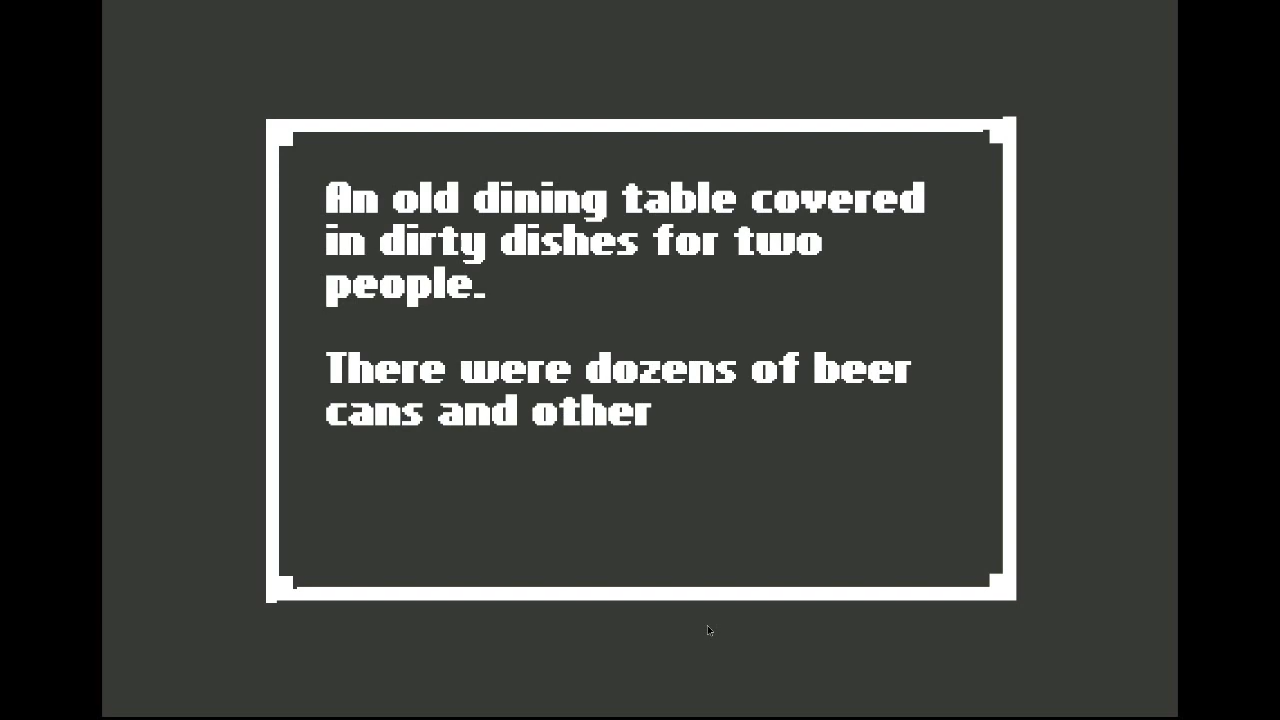 An old dining table covered
in dirty dishes for two
people.
There were dozens of beer
cans and other